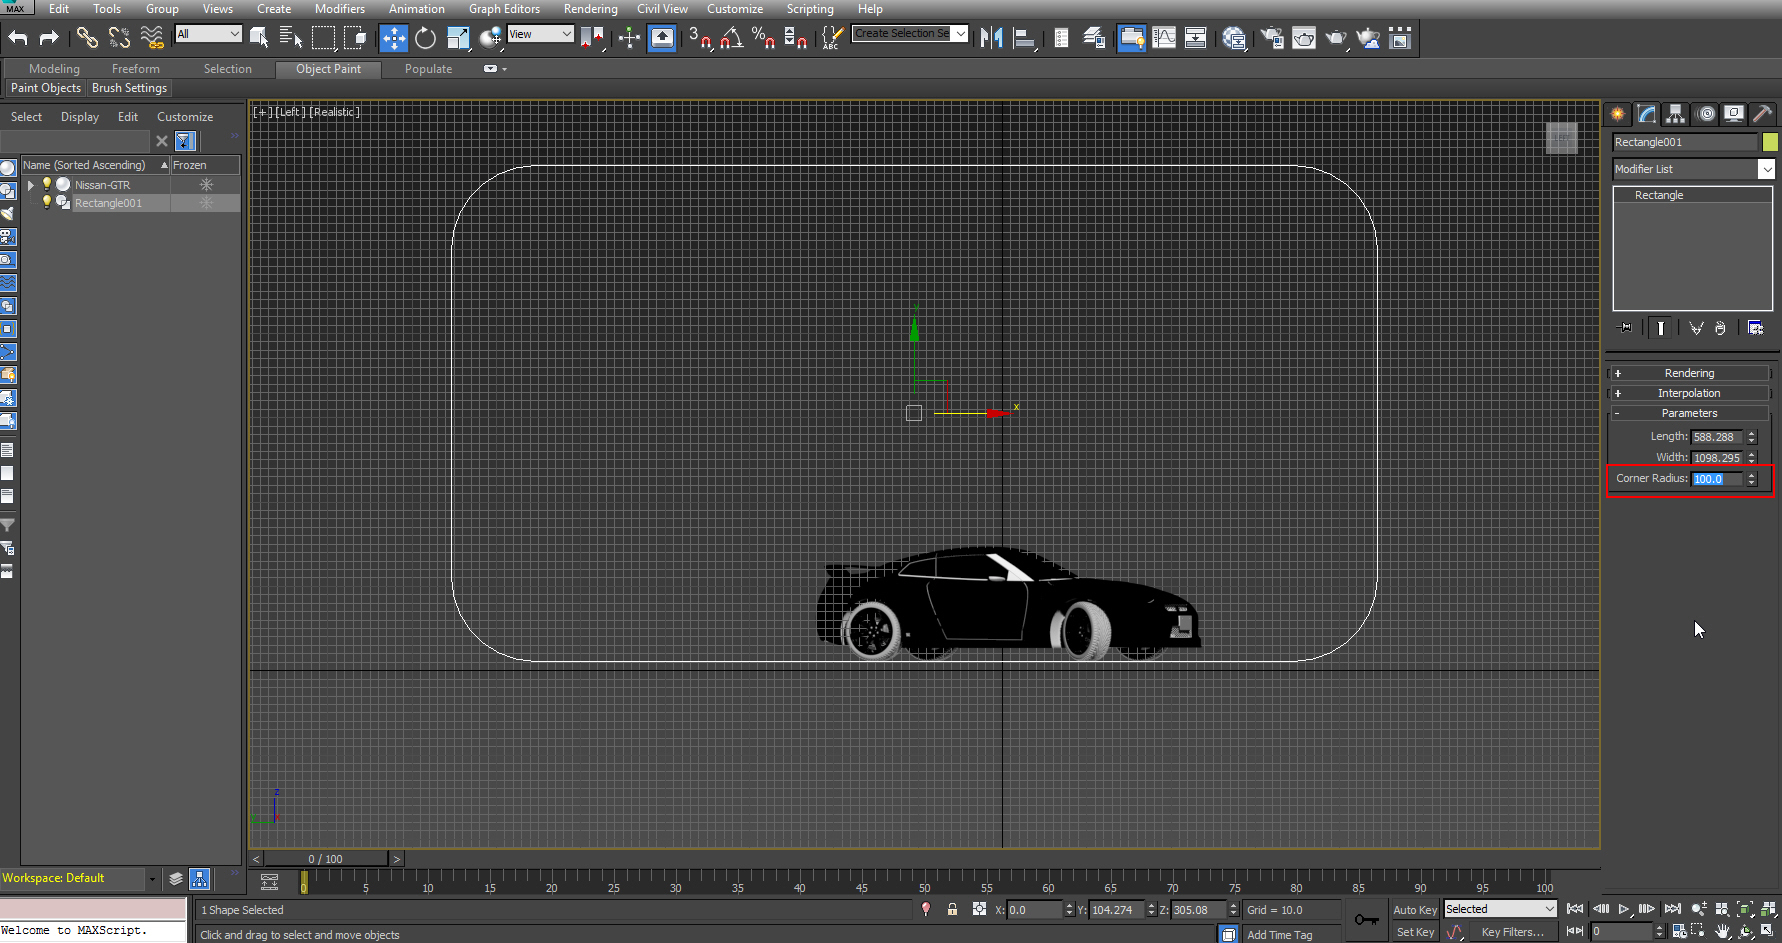 MAX Edit Tools Group Views Create Modifiers Animation Graph Editors Rendering Civil View Customize Scripting Help
All View 3 % ABC Create Selection Se
Modeling Freeform Selection Object Paint Populate
Paint Objects Brush Settings
Select Display Edit Customize
Name (Sorted Ascending) Frozen
Nissan-GTR
Rectangle001
[+] [Left ] [Realistic ]
LEFT
y
x
z
Rectangle001
Modifier List
Rectangle
+ Rendering
+ Interpolation
- Parameters
Length: 588.288
Width: 1098.295
Corner Radius: 100.0
< 0 / 100 >
Workspace: Default
0 5 10 15 20 25 30 35 40 45 50 55 60 65 70 75 80 85 90 95 100
1 Shape Selected X: 0.0 Y: 104.274 Z: 305.08 Grid = 10.0 Auto Key Selected
Welcome to MAXScript. Click and drag to select and move objects Add Time Tag Set Key Key Filters... 0